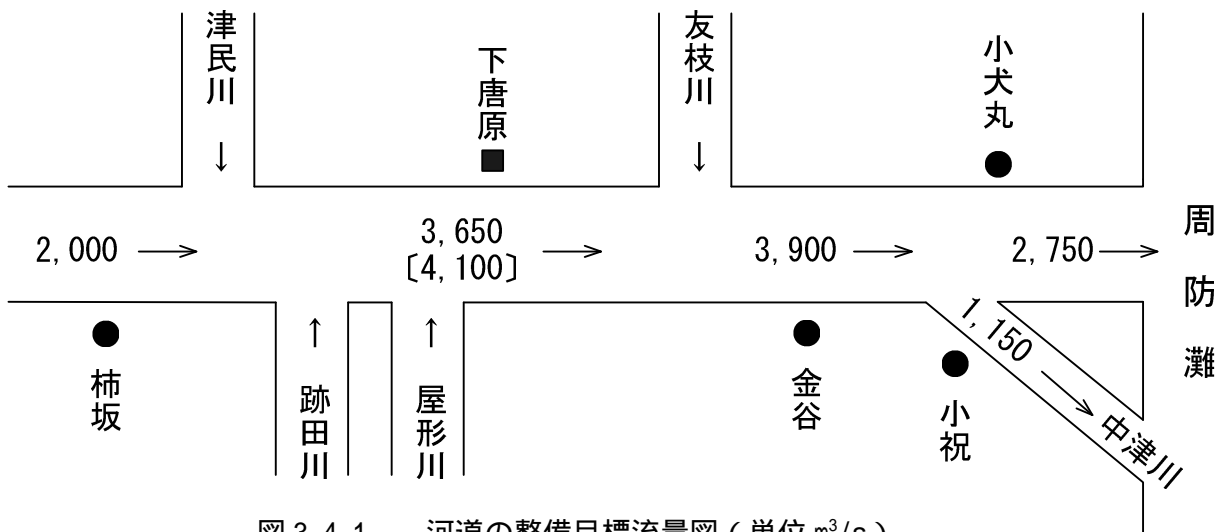 津民川
↓
下唐原
■
友枝川
↓
小犬丸
●
2,000 →
3,650
[4,100] →
3,900 →
2,750 →
周防灘
●
柿坂
↑
跡田川
↑
屋形川
●
金谷
●
小祝
1,150 →
中津川
図 3.4.1 河道の整備目標流量図（単位 m³/s）